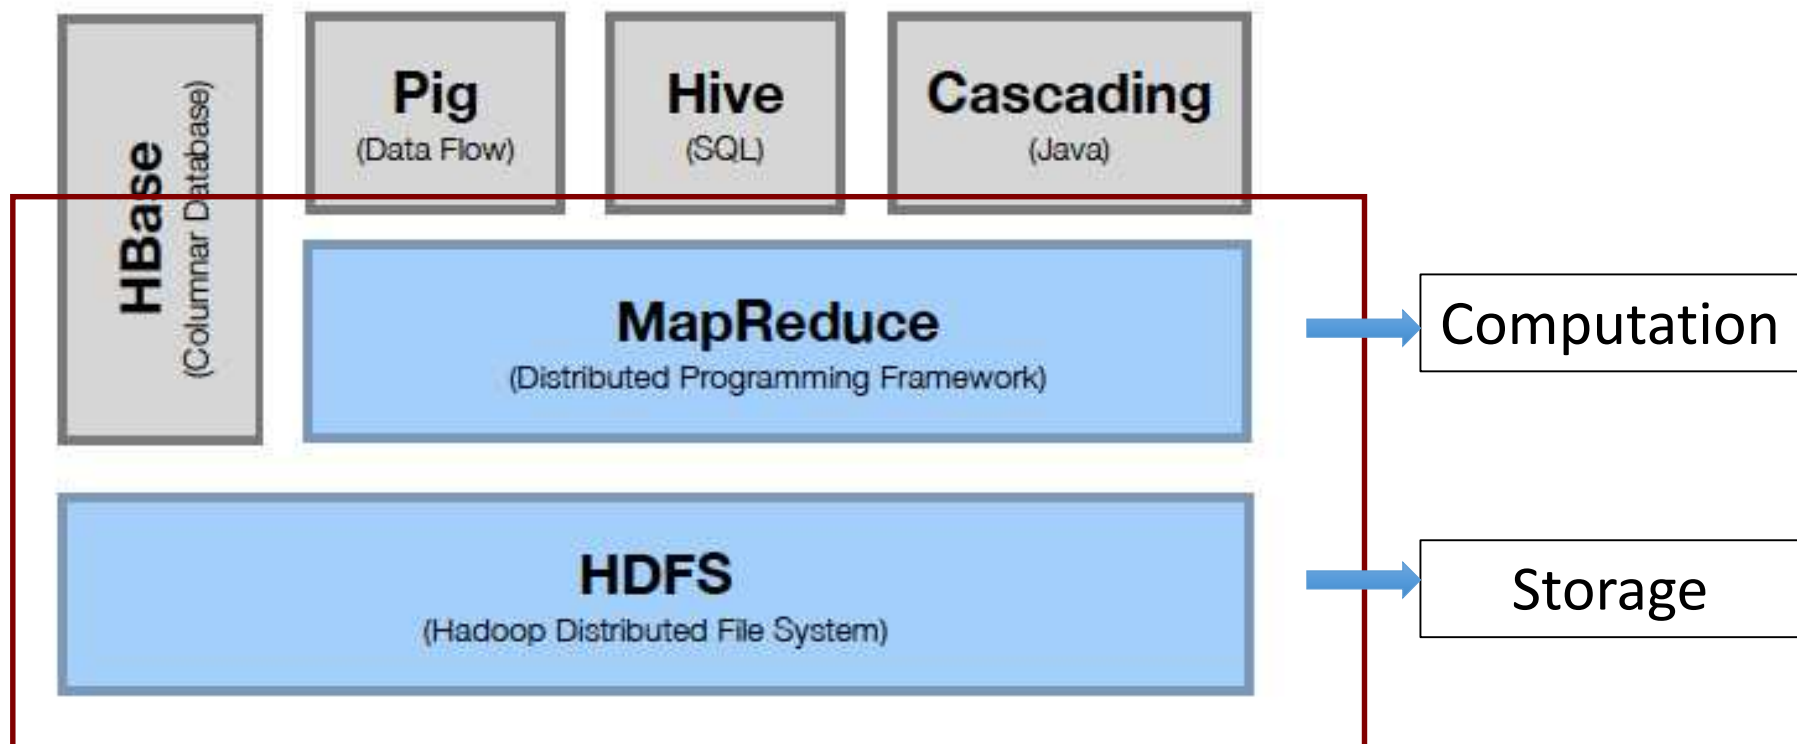 HBase
(Columnar Database)
Pig
(Data Flow)
Hive
(SQL)
Cascading
(Java)
MapReduce
(Distributed Programming Framework)
Computation
HDFS
(Hadoop Distributed File System)
Storage